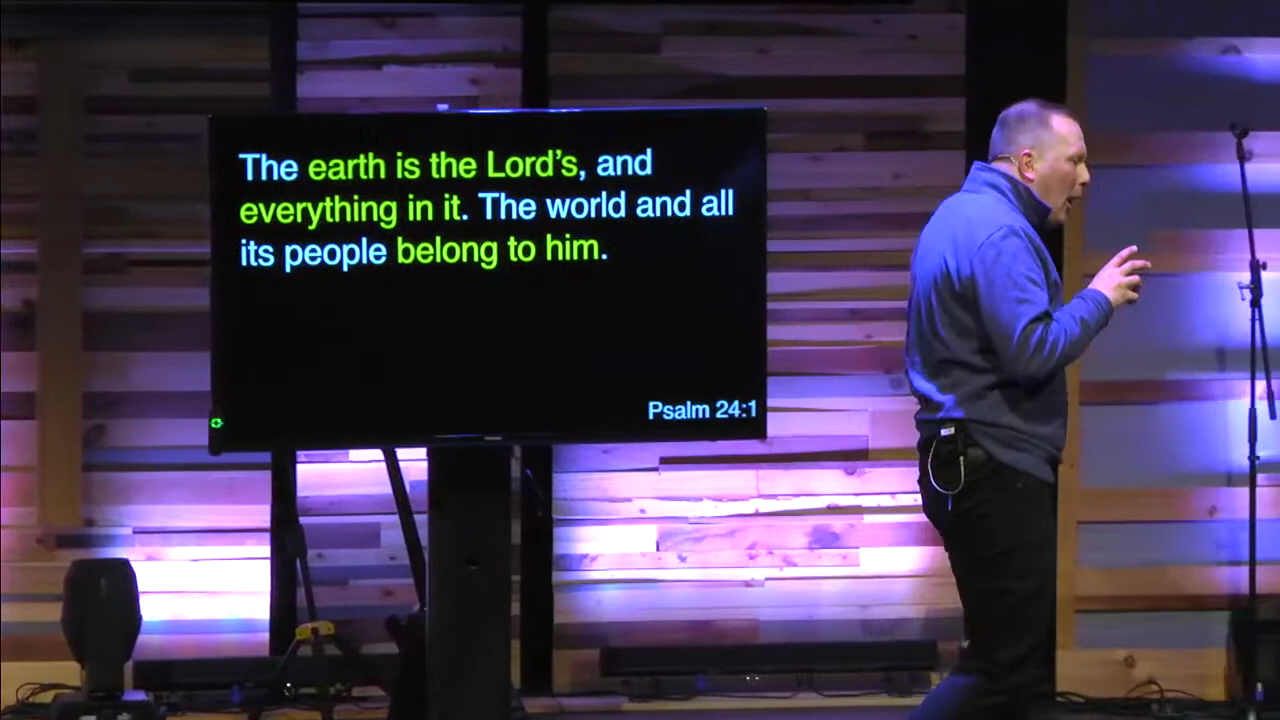 The earth is the Lord’s, and
everything in it. The world and all
its people belong to him.
Psalm 24:1